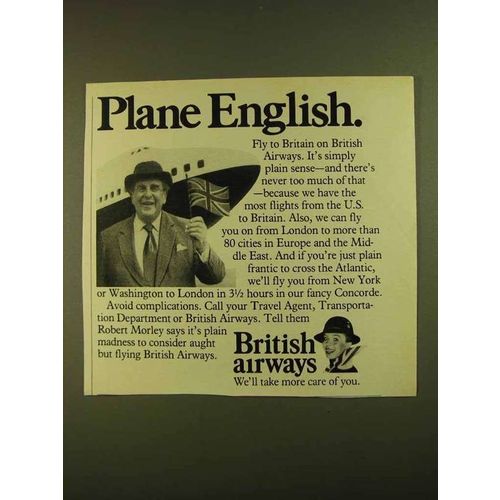 Plane English.
Fly to Britain on British
Airways. It's simply
plain sense—and there's
never too much of that
—because we have the
most flights from the U.S.
to Britain. Also, we can fly
you on from London to more than
80 cities in Europe and the Mid-
dle East. And if you're just plain
frantic to cross the Atlantic,
we'll fly you from New York
or Washington to London in 3½ hours in our fancy Concorde.
Avoid complications. Call your Travel Agent, Transporta-
tion Department or British Airways. Tell them
Robert Morley says it's plain
madness to consider aught
but flying British Airways.
British
airways
We'll take more care of you.